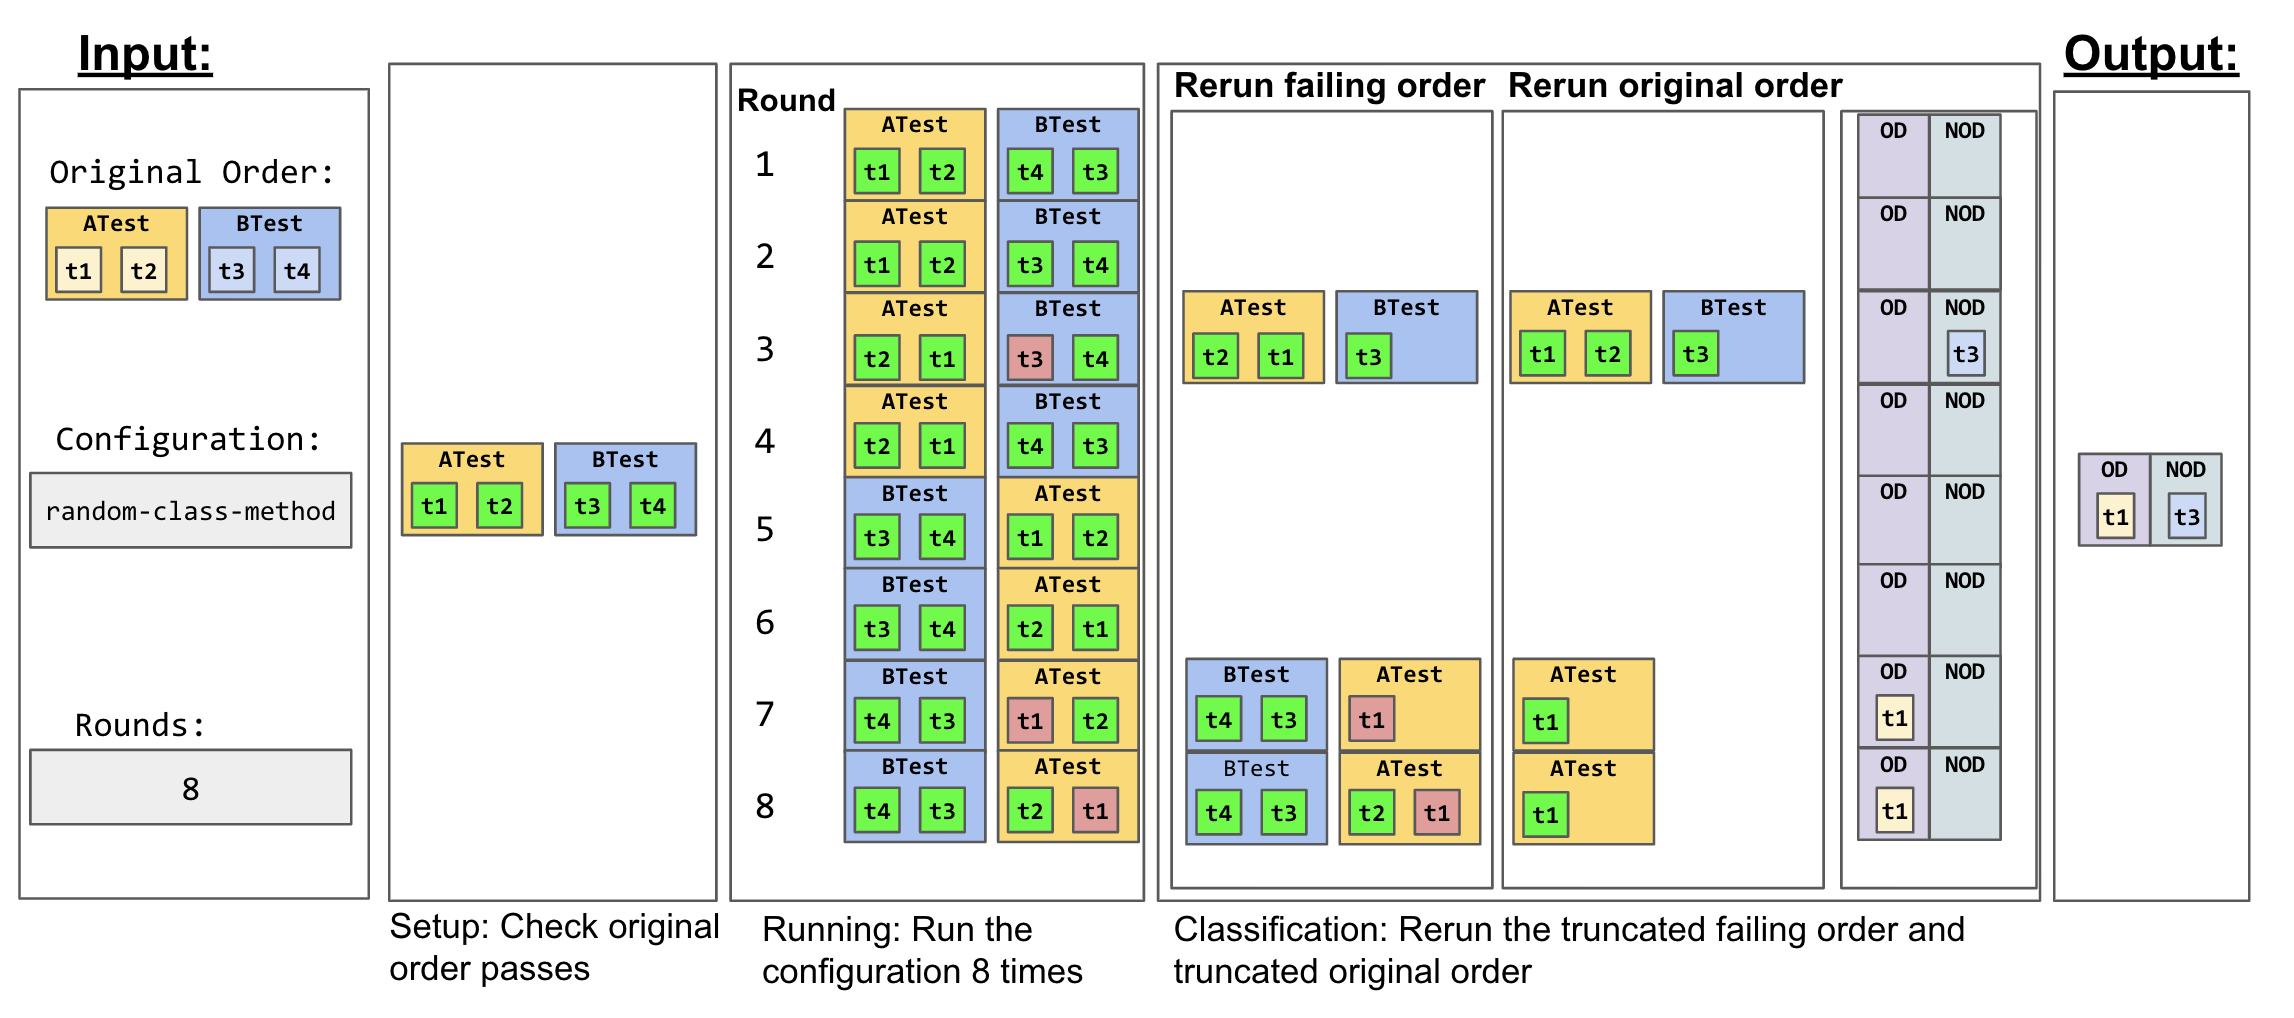 Input:
Original Order:
ATest BTest
t1 t2 t3 t4
Configuration:
random-class-method
Rounds:
8
ATest BTest
t1 t2 t3 t4
Setup: Check original
order passes
Round
1
ATest BTest
t1 t2 t4 t3
2
ATest BTest
t1 t2 t3 t4
3
ATest BTest
t2 t1 t3 t4
4
ATest BTest
t2 t1 t4 t3
5
BTest ATest
t3 t4 t1 t2
6
BTest ATest
t3 t4 t2 t1
7
BTest ATest
t4 t3 t1 t2
8
BTest ATest
t4 t3 t2 t1
Running: Run the
configuration 8 times
Rerun failing order
ATest BTest
t2 t1 t3
BTest ATest
t4 t3 t1
BTest ATest
t4 t3 t2 t1
Rerun original order
ATest BTest
t1 t2 t3
ATest
t1
ATest
t1
OD NOD
OD NOD
OD NOD
t3
OD NOD
OD NOD
OD NOD
OD NOD
t1
OD NOD
t1
Classification: Rerun the truncated failing order and
truncated original order
Output:
OD NOD
t1 t3